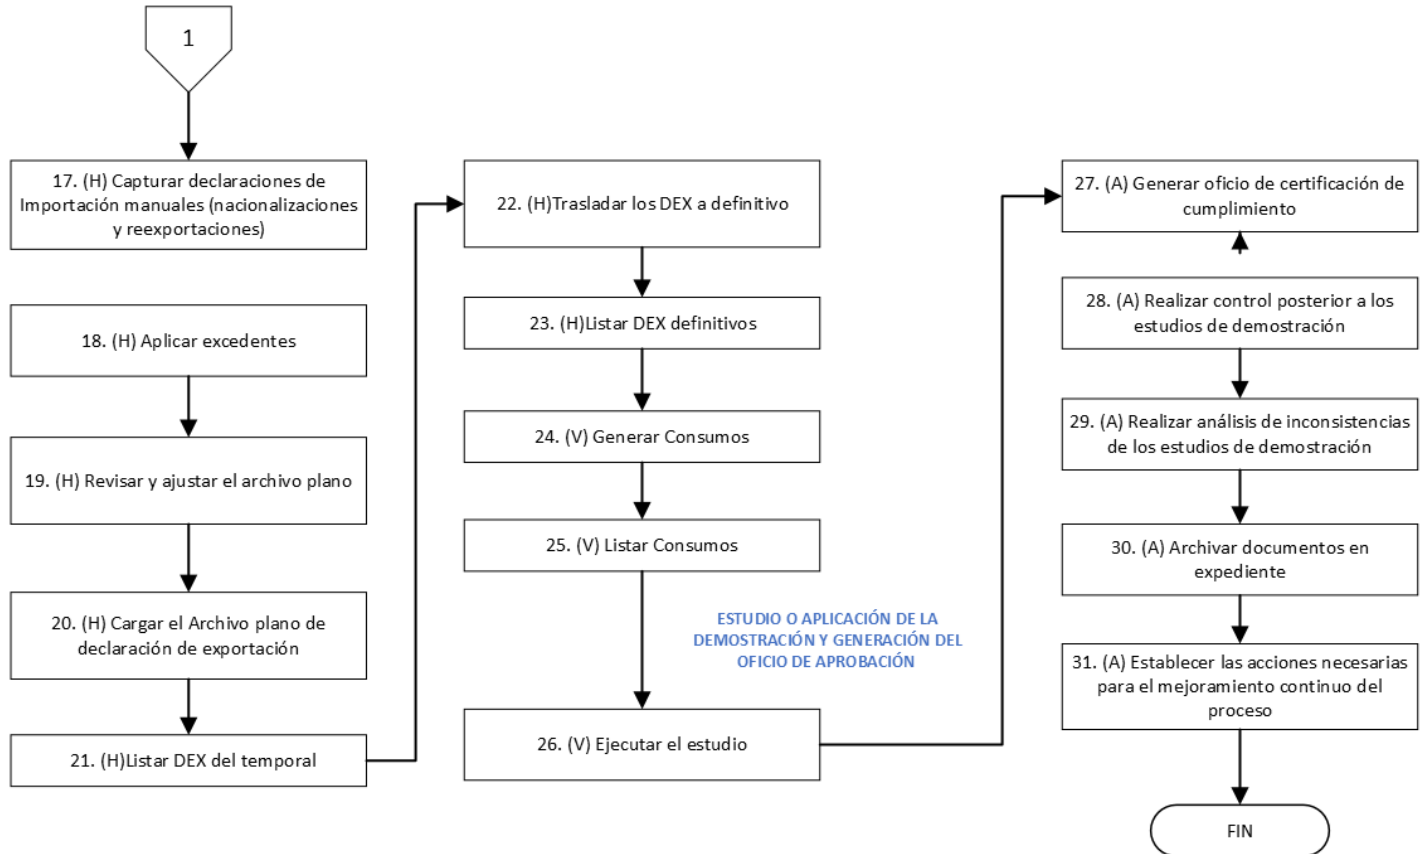 1
17. (H) Capturar declaraciones de
Importación manuales (nacionalizaciones
y reexportaciones)
18. (H) Aplicar excedentes
19. (H) Revisar y ajustar el archivo plano
20. (H) Cargar el Archivo plano de
declaración de exportación
21. (H)Listar DEX del temporal
22. (H)Trasladar los DEX a definitivo
23. (H)Listar DEX definitivos
24. (V) Generar Consumos
25. (V) Listar Consumos
ESTUDIO O APLICACIÓN DE LA
DEMOSTRACIÓN Y GENERACIÓN DEL
OFICIO DE APROBACIÓN
26. (V) Ejecutar el estudio
27. (A) Generar oficio de certificación de
cumplimiento
28. (A) Realizar control posterior a los
estudios de demostración
29. (A) Realizar análisis de inconsistencias
de los estudios de demostración
30. (A) Archivar documentos en
expediente
31. (A) Establecer las acciones necesarias
para el mejoramiento continuo del
proceso
FIN